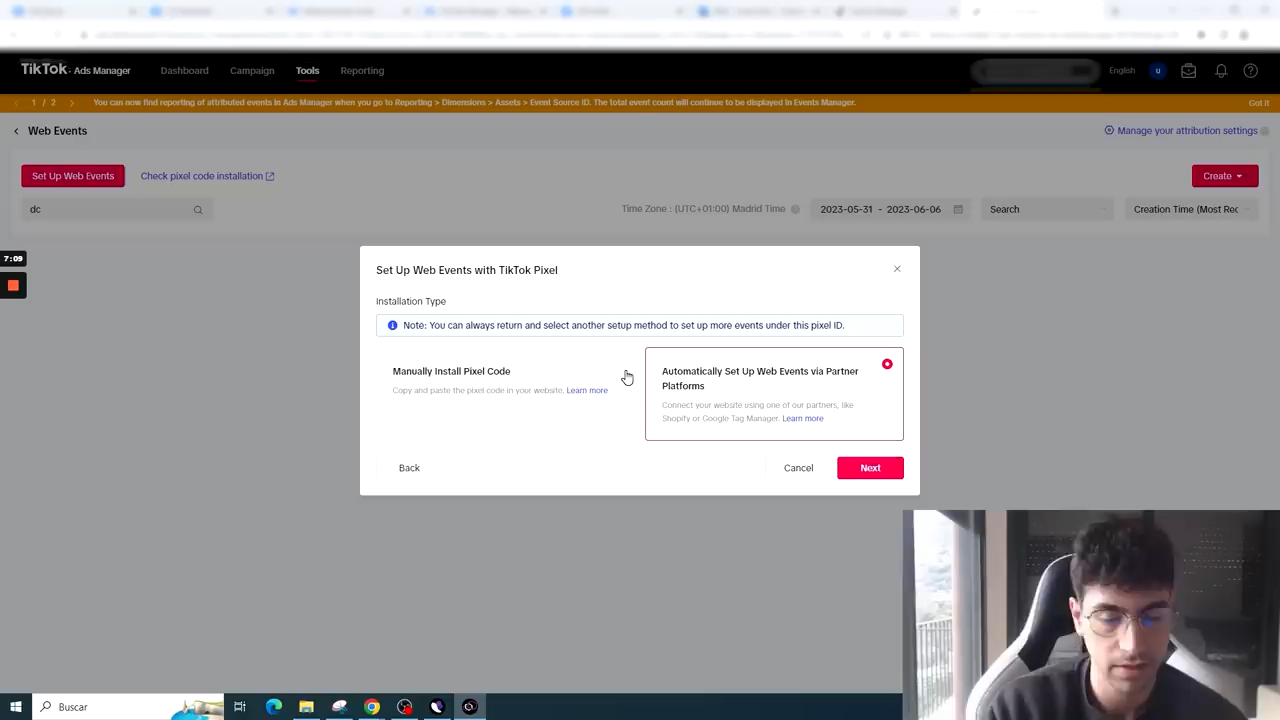 TikTok: Ads Manager
Dashboard
Campaign
Tools
Reporting
English
U
1 / 2
You can now find reporting of attributed events in Ads Manager when you go to Reporting > Dimensions > Assets > Event Source ID. The total event count will continue to be displayed in Events Manager.
Got it
Web Events
Manage your attribution settings
Set Up Web Events
Check pixel code installation
Create
dc
Time Zone : (UTC+01:00) Madrid Time
2023-05-31 - 2023-06-06
Search
Creation Time (Most Rec
7:09
Set Up Web Events with TikTok Pixel
Installation Type
Note: You can always return and select another setup method to set up more events under this pixel ID.
Manually Install Pixel Code
Copy and paste the pixel code in your website. Learn more
Automatically Set Up Web Events via Partner
Platforms
Connect your website using one of our partners, like
Shopify or Google Tag Manager. Learn more
Back
Cancel
Next
Buscar